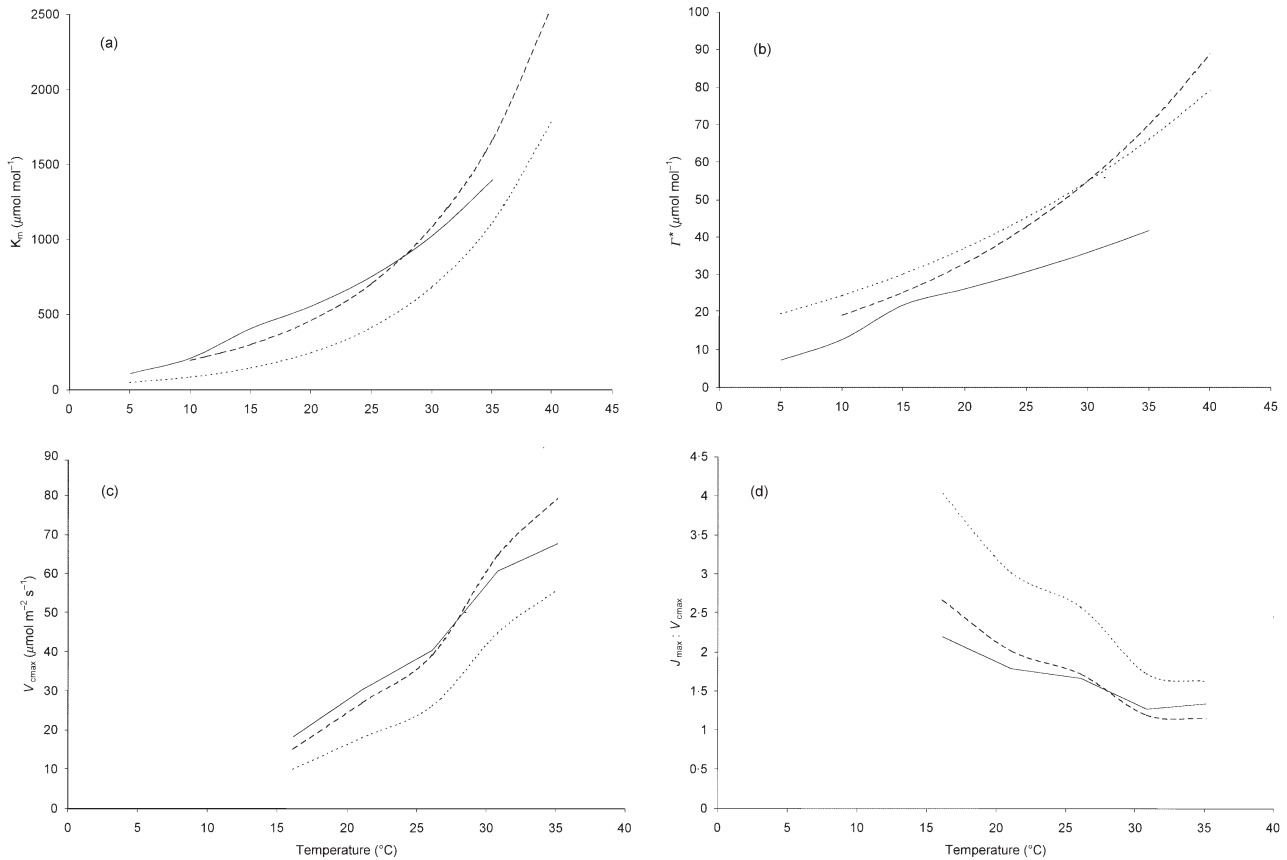 (a)
2500
2000
1500
1000
500
0
K_m (μmol mol⁻¹)
0 5 10 15 20 25 30 35 40 45
(b)
100
90
80
70
60
50
40
30
20
10
0
Γ* (μmol mol⁻¹)
0 5 10 15 20 25 30 35 40 45
(c)
90
80
70
60
50
40
30
20
10
0
V_cmax (μmol m⁻² s⁻¹)
0 5 10 15 20 25 30 35 40
Temperature (°C)
(d)
4·5
4
3·5
3
2·5
2
1·5
1
0·5
0
J_max : V_cmax
0 5 10 15 20 25 30 35 40
Temperature (°C)